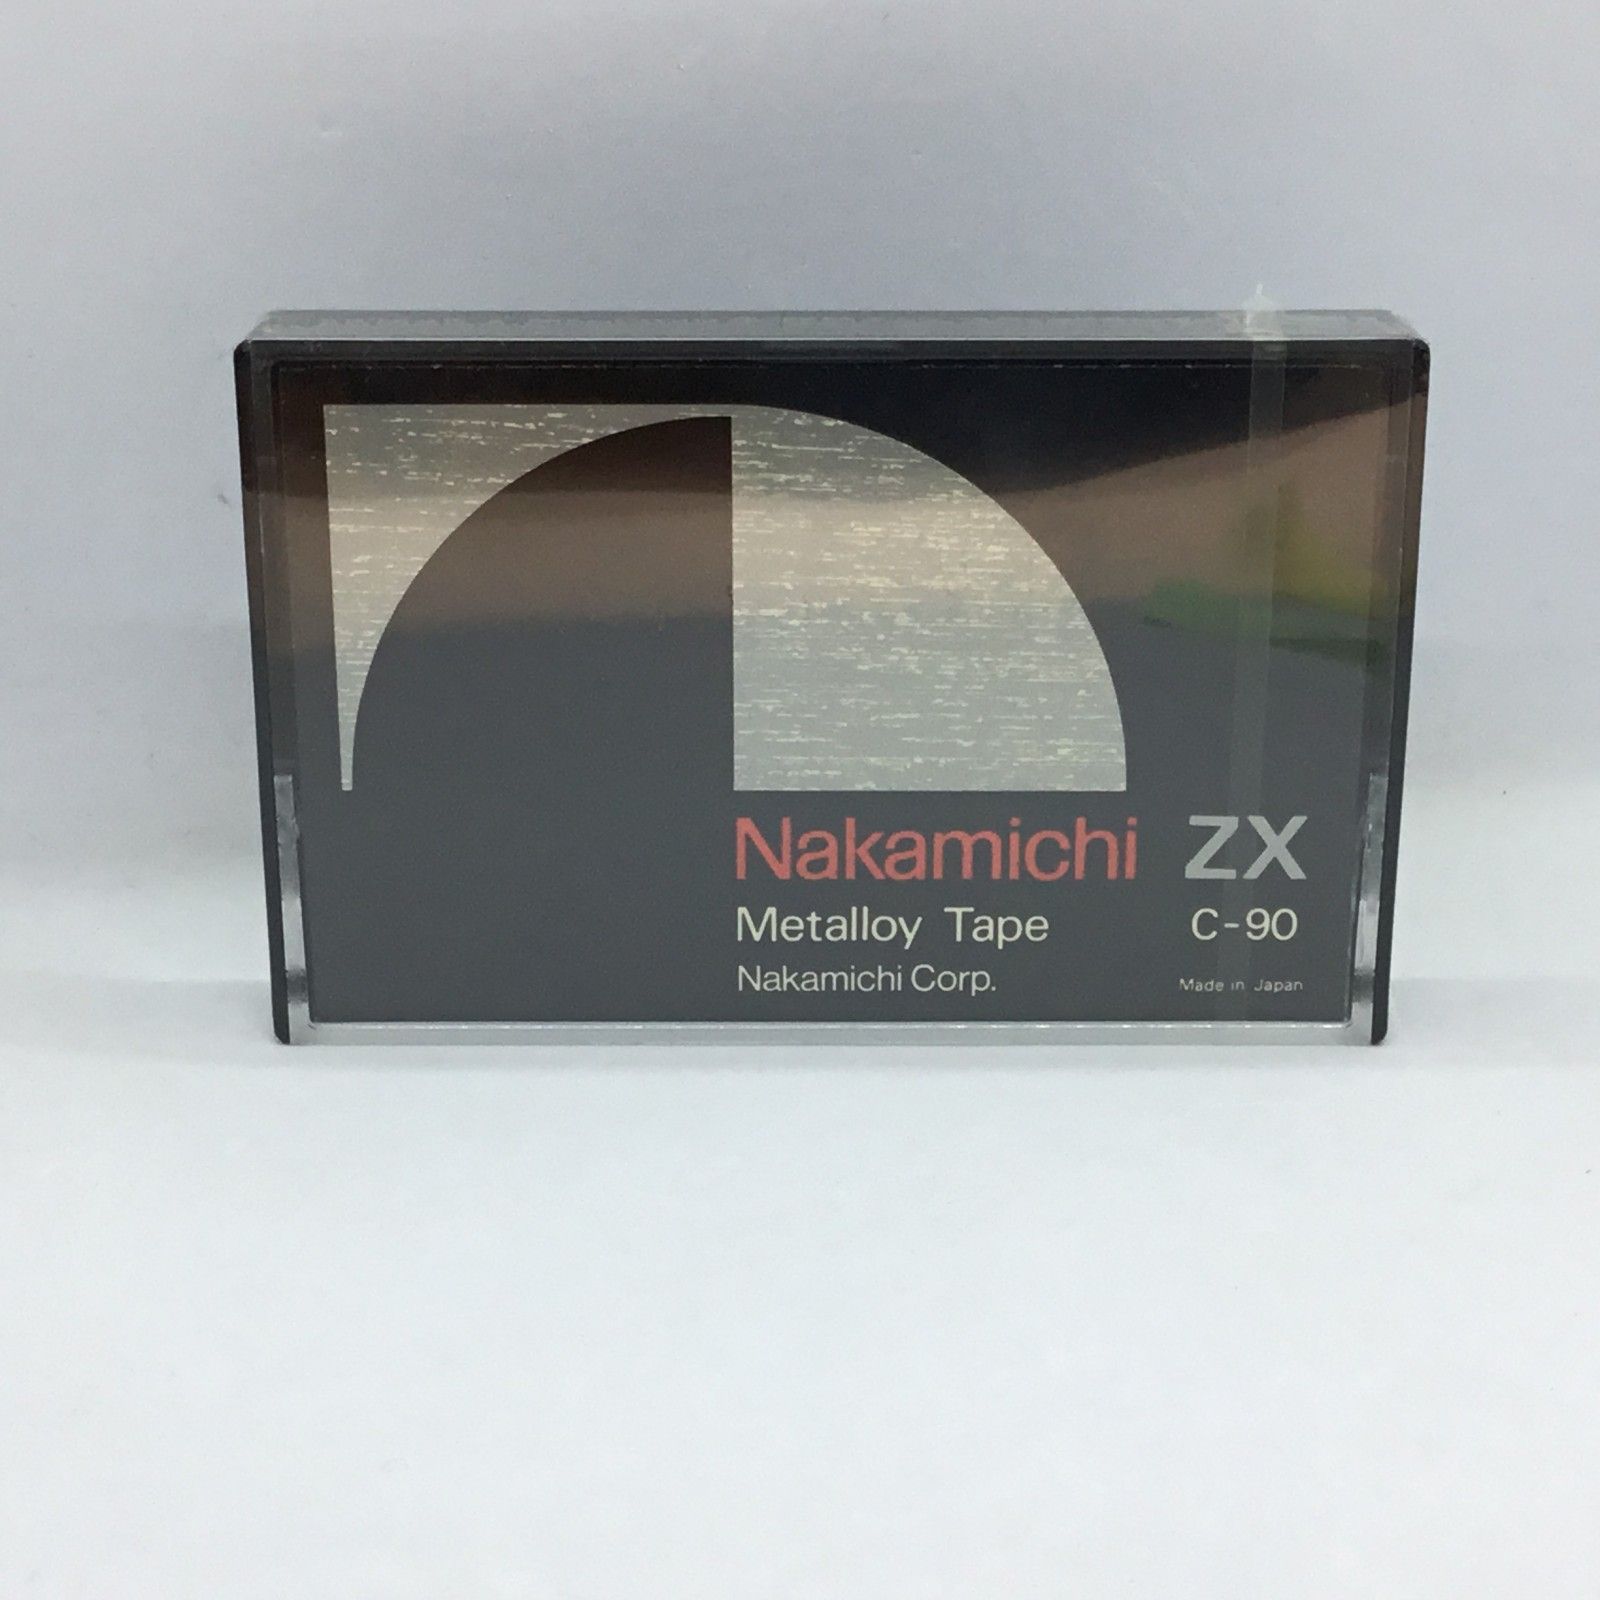 Nakamichi ZX
Metalloy Tape C-90
Nakamichi Corp. Made in Japan